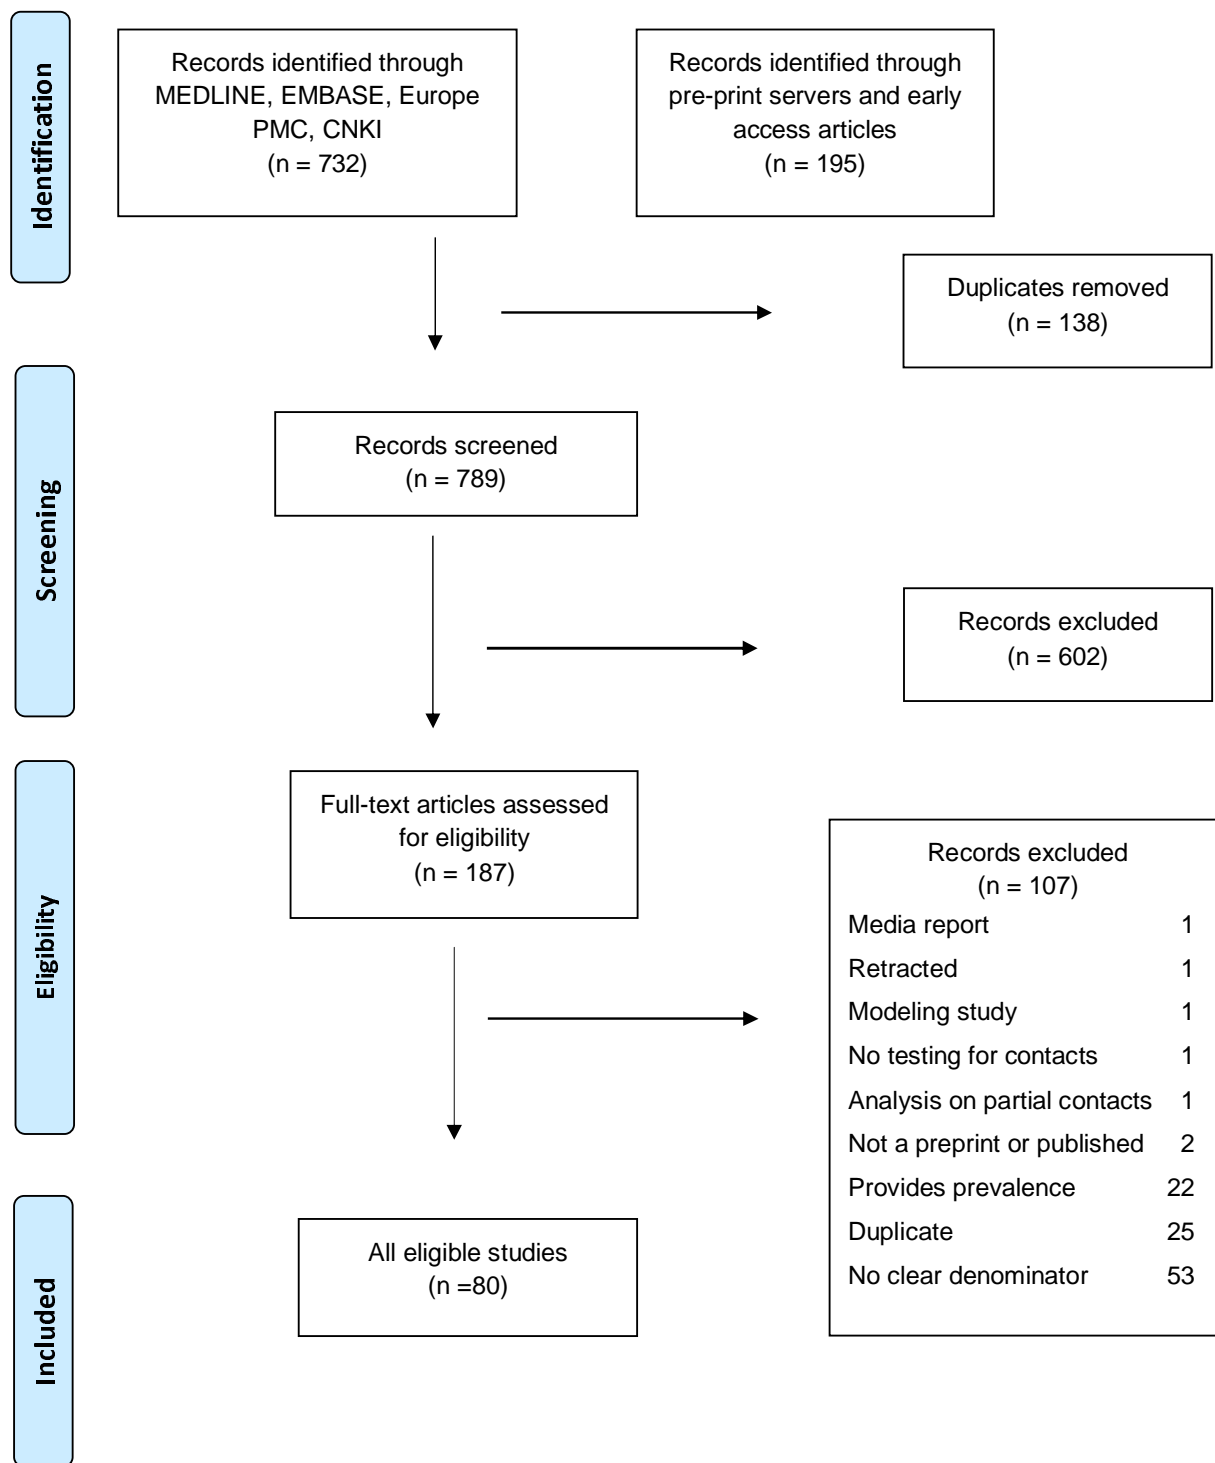 Identification
Records identified through
MEDLINE, EMBASE, Europe
PMC, CNKI
(n = 732)
Records identified through
pre-print servers and early
access articles
(n = 195)
Duplicates removed
(n = 138)
Screening
Records screened
(n = 789)
Records excluded
(n = 602)
Eligibility
Full-text articles assessed
for eligibility
(n = 187)
Records excluded
(n = 107)
Media report 1
Retracted 1
Modeling study 1
No testing for contacts 1
Analysis on partial contacts 1
Not a preprint or published 2
Provides prevalence 22
Duplicate 25
No clear denominator 53
Included
All eligible studies
(n =80)